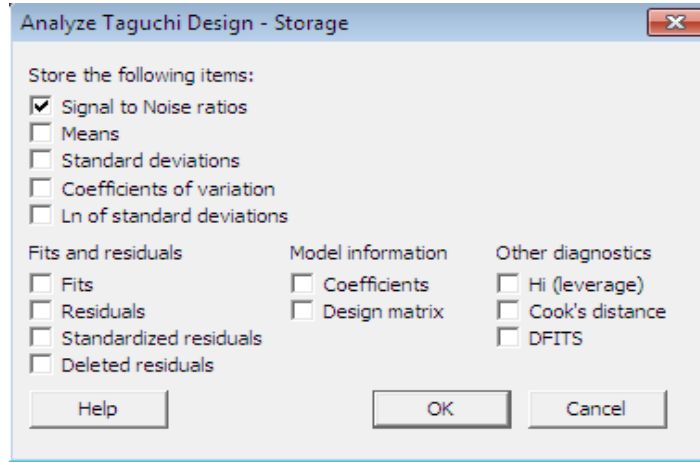 Analyze Taguchi Design - Storage
Store the following items:
Signal to Noise ratios
Means
Standard deviations
Coefficients of variation
Ln of standard deviations
Fits and residuals
Fits
Residuals
Standardized residuals
Deleted residuals
Model information
Coefficients
Design matrix
Other diagnostics
Hi (leverage)
Cook's distance
DFITS
Help
OK
Cancel